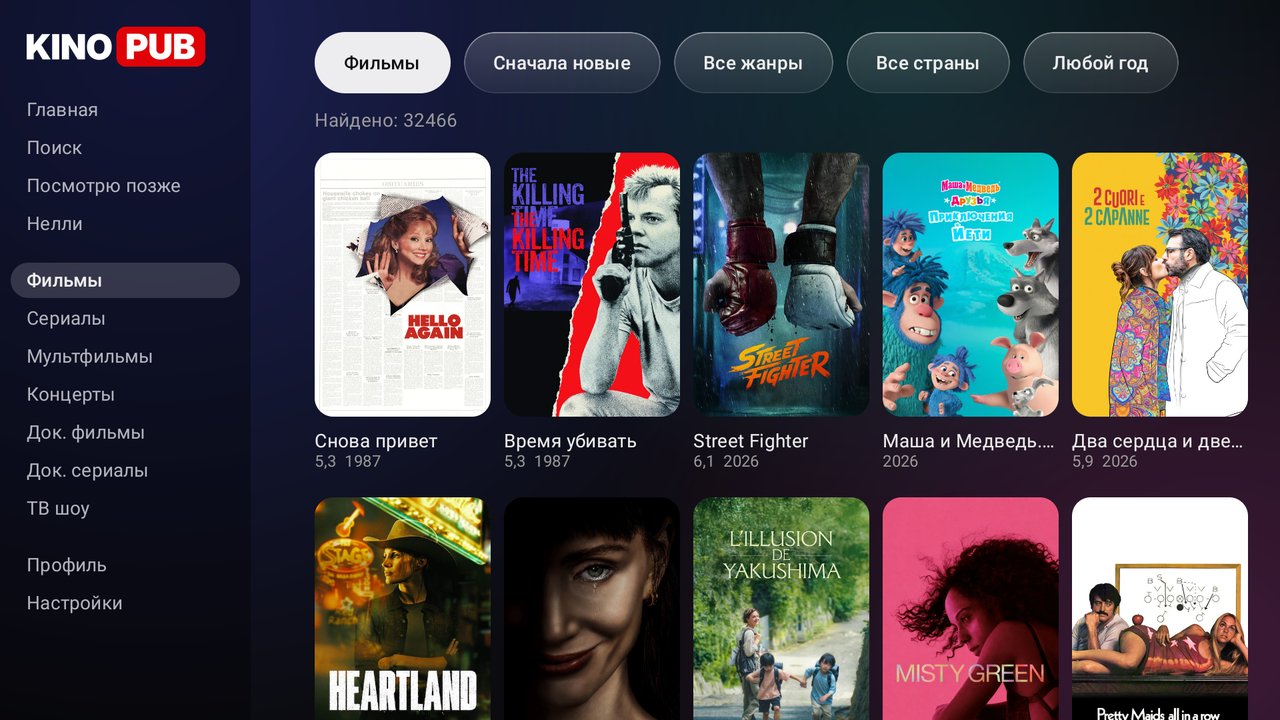 KINO PUB
Главная
Поиск
Посмотрю позже
Нелли
Фильмы
Сериалы
Мультфильмы
Концерты
Док. фильмы
Док. сериалы
ТВ шоу
Профиль
Настройки
Фильмы
Сначала новые
Все жанры
Все страны
Любой год
Найдено: 32466
HELLO
AGAIN
THE
KILLING
TIME
KILLING
TIME
STREET
FIGHTER
Маша и Медведь
ДРУЗЬЯ
ПРИКЛЮЧЕНИЯ
ЙЕТИ
2 CUORI E
2 CAPANNE
Снова привет
5,3 1987
Время убивать
5,3 1987
Street Fighter
6,1 2026
Маша и Медведь....
2026
Два сердца и две...
5,9 2026
STAGE
HEARTLAND
L'ILLUSION
DE
YAKUSHIMA
MISTY GREEN
Pretty Maids all in a row